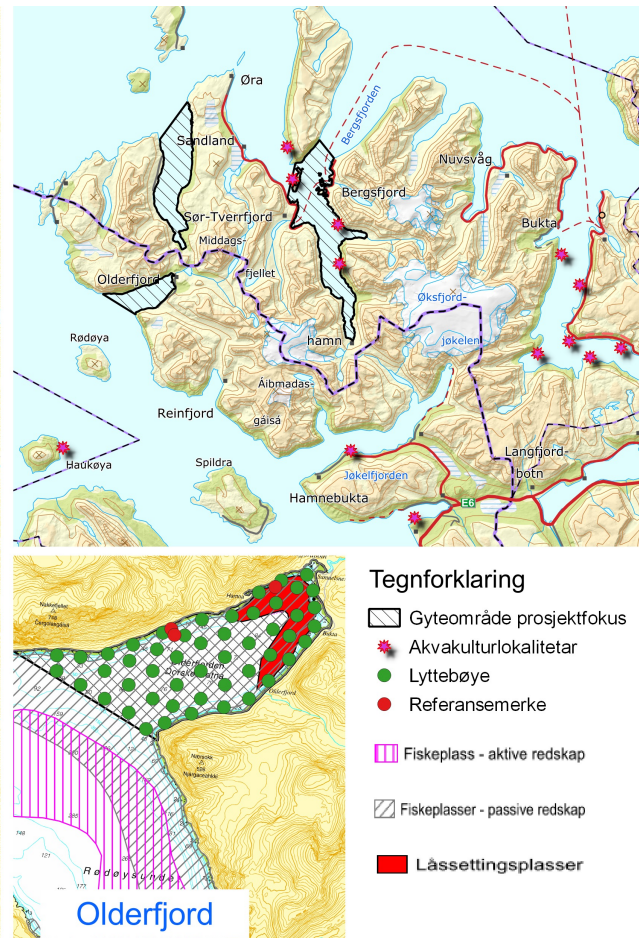 Øra
Bergsfjorden
Sandland
Nuvsvåg
Bergsfjord
Sør-Tverrfjord
Bukta
Middags-
fjellet
Olderfjord
Øksfjord-
Rødøya
hamn
jøkelen
Áibmadas-
gáisá
Reinfjord
Langfjord-
botn
Haukøya
Spildra
Jøkelfjorden
Hamnebukta
E6
Tegnforklaring
Gyteområde prosjektfokus
Akvakulturlokalitetar
Lyttebøye
Referansemerke
Fiskeplass - aktive redskap
Fiskeplasser - passive redskap
Låssettingsplasser
Olderfjord
Rødøysund
Olderfjord